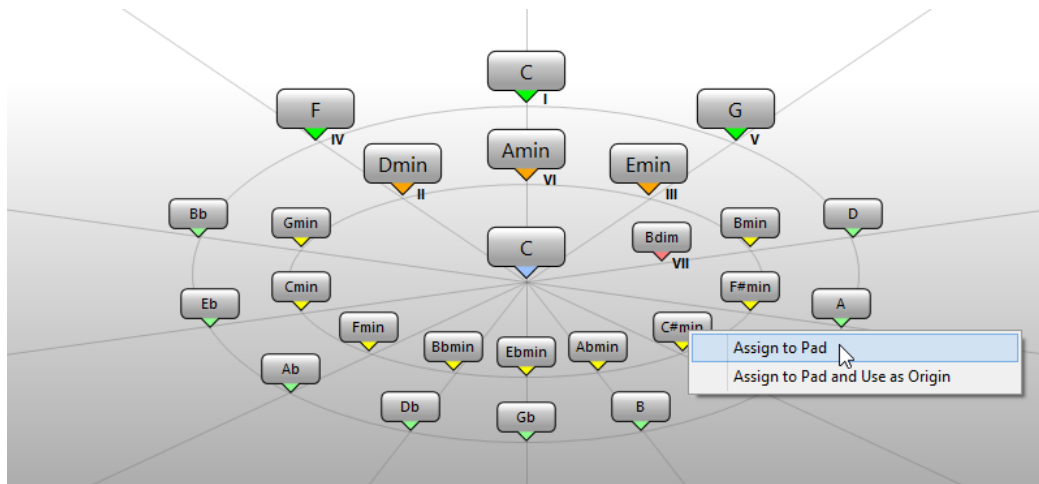 C
I
F
IV
G
V
Amin
VI
Dmin
II
Emin
III
Bb
Gmin
C
Bdim
VII
Bmin
D
Eb
Cmin
F#min
A
Fmin
Bbmin
Ebmin
Abmin
C#min
Assign to Pad
Assign to Pad and Use as Origin
Ab
Db
Gb
B